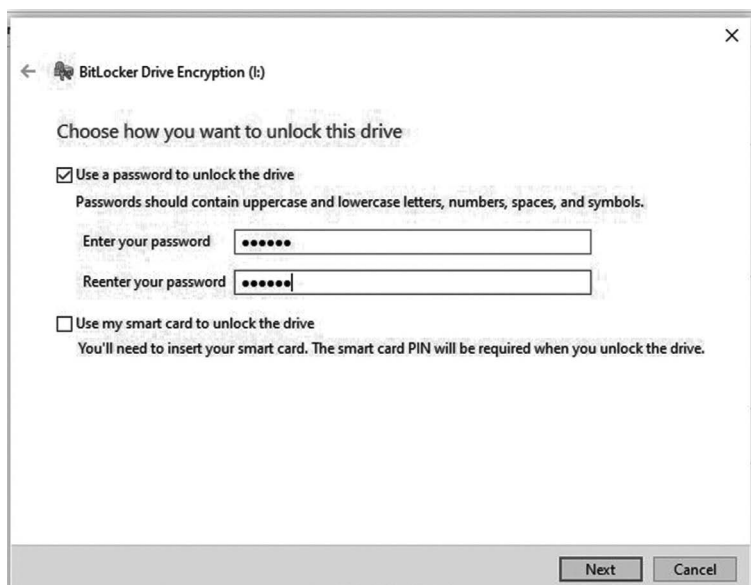 BitLocker Drive Encryption (I:)
Choose how you want to unlock this drive
Use a password to unlock the drive
Passwords should contain uppercase and lowercase letters, numbers, spaces, and symbols.
Enter your password ●●●●●●
Reenter your password ●●●●●●
Use my smart card to unlock the drive
You'll need to insert your smart card. The smart card PIN will be required when you unlock the drive.
Next Cancel